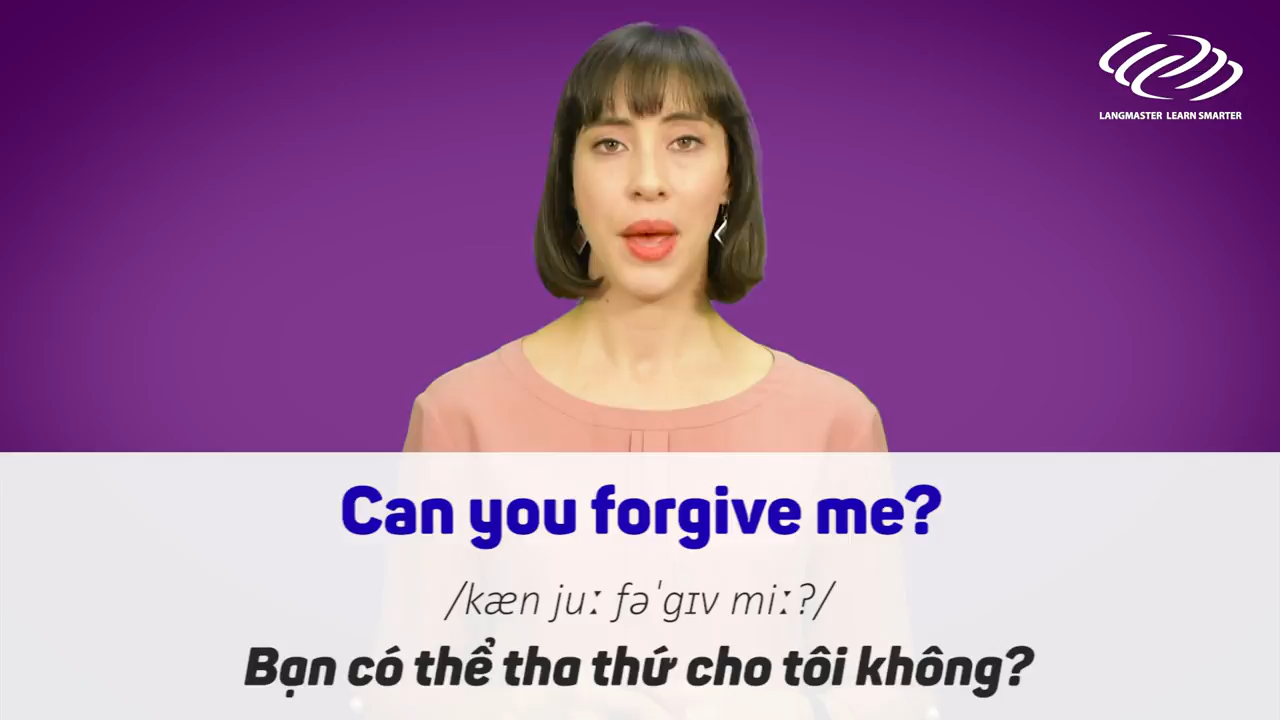 LANGMASTER LEARN SMARTER
Can you forgive me?
/kæn juː fəˈɡɪv miː?/
Bạn có thể tha thứ cho tôi không?